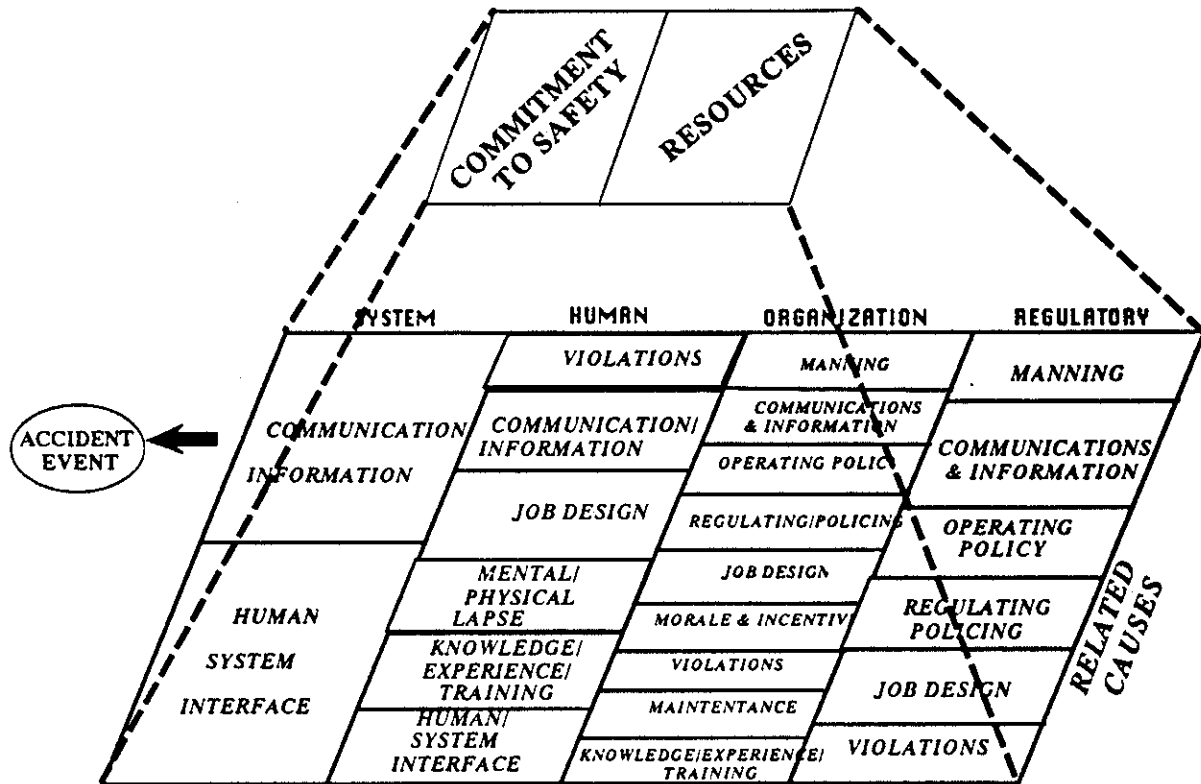 COMMITMENT
TO SAFETY
RESOURCES
SYSTEM
HUMAN
ORGANIZATION
REGULATORY
ACCIDENT
EVENT
COMMUNICATION
INFORMATION
HUMAN
SYSTEM
INTERFACE
VIOLATIONS
COMMUNICATION/
INFORMATION
JOB DESIGN
MENTAL/
PHYSICAL
LAPSE
KNOWLEDGE/
EXPERIENCE/
TRAINING
HUMAN/
SYSTEM
INTERFACE
MANNING
COMMUNICATIONS
& INFORMATION
OPERATING POLIC
REGULATING/POLICING
JOB DESIGN
MORALE & INCENTIV
VIOLATIONS
MAINTENTANCE
KNOWLEDGE/EXPERIENCE/
TRAINING
MANNING
COMMUNICATIONS
& INFORMATION
OPERATING
POLICY
REGULATING
POLICING
JOB DESIGN
VIOLATIONS
RELATED
CAUSES